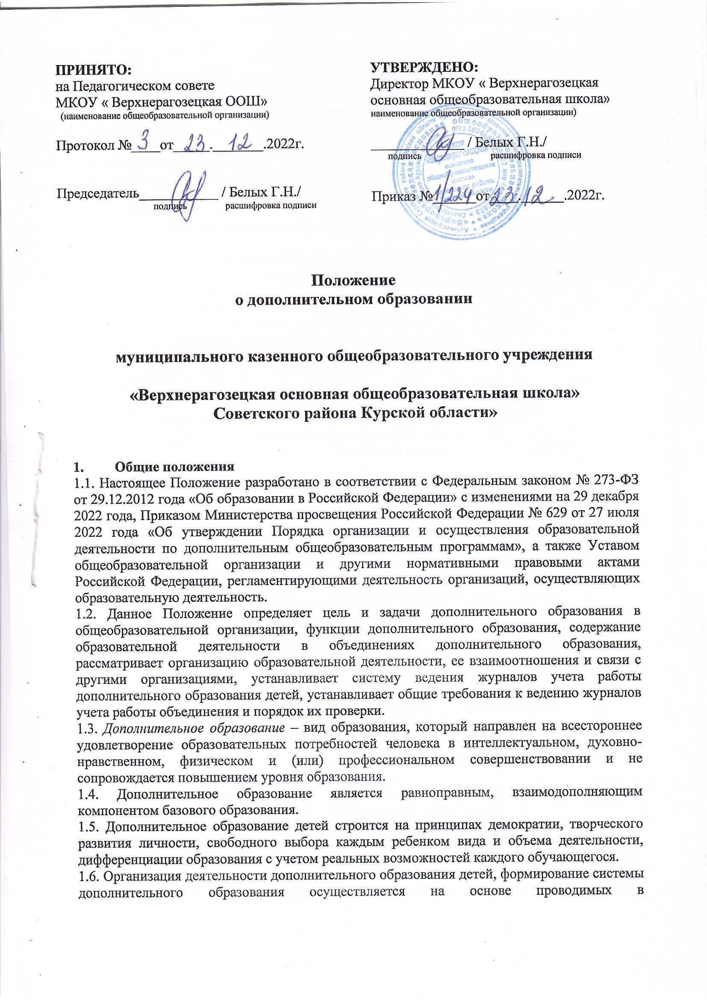 ПРИНЯТО:
на Педагогическом совете
МКОУ « Верхнерагозецкая ООШ»
(наименование общеобразовательной организации)
Протокол № 3 от 23.12.2022г.
Председатель____________ / Белых Г.Н./
подпись расшифровка подписи
УТВЕРЖДЕНО:
Директор МКОУ « Верхнерагозецкая
основная общеобразовательная школа»
наименование общеобразовательной организации)
______________ / Белых Г.Н./
подпись расшифровка подписи
Приказ № 1/224 от 23.12.2022г.
«Верхнерагозецкая
основная
общеобразовательная
школа»
Положение
о дополнительном образовании
муниципального казенного общеобразовательного учреждения
«Верхнерагозецкая основная общеобразовательная школа»
Советского района Курской области»
1. Общие положения
1.1. Настоящее Положение разработано в соответствии с Федеральным законом № 273-ФЗ
от 29.12.2012 года «Об образовании в Российской Федерации» с изменениями на 29 декабря
2022 года, Приказом Министерства просвещения Российской Федерации № 629 от 27 июля
2022 года «Об утверждении Порядка организации и осуществления образовательной
деятельности по дополнительным общеобразовательным программам», а также Уставом
общеобразовательной организации и другими нормативными правовыми актами
Российской Федерации, регламентирующими деятельность организаций, осуществляющих
образовательную деятельность.
1.2. Данное Положение определяет цель и задачи дополнительного образования в
общеобразовательной организации, функции дополнительного образования, содержание
образовательной деятельности в объединениях дополнительного образования,
рассматривает организацию образовательной деятельности, ее взаимоотношения и связи с
другими организациями, устанавливает систему ведения журналов учета работы
дополнительного образования детей, устанавливает общие требования к ведению журналов
учета работы объединения и порядок их проверки.
1.3. Дополнительное образование – вид образования, который направлен на всестороннее
удовлетворение образовательных потребностей человека в интеллектуальном, духовно-
нравственном, физическом и (или) профессиональном совершенствовании и не
сопровождается повышением уровня образования.
1.4. Дополнительное образование является равноправным, взаимодополняющим
компонентом базового образования.
1.5. Дополнительное образование детей строится на принципах демократии, творческого
развития личности, свободного выбора каждым ребенком вида и объема деятельности,
дифференциации образования с учетом реальных возможностей каждого обучающегося.
1.6. Организация деятельности дополнительного образования детей, формирование системы
дополнительного образования осуществляется на основе проводимых в